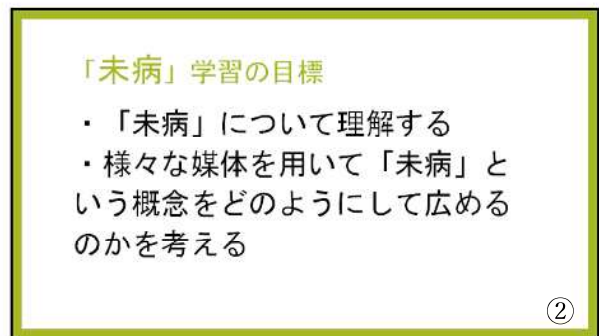 「未病」学習の目標
・「未病」について理解する
・様々な媒体を用いて「未病」と
いう概念をどのようにして広める
のかを考える
②